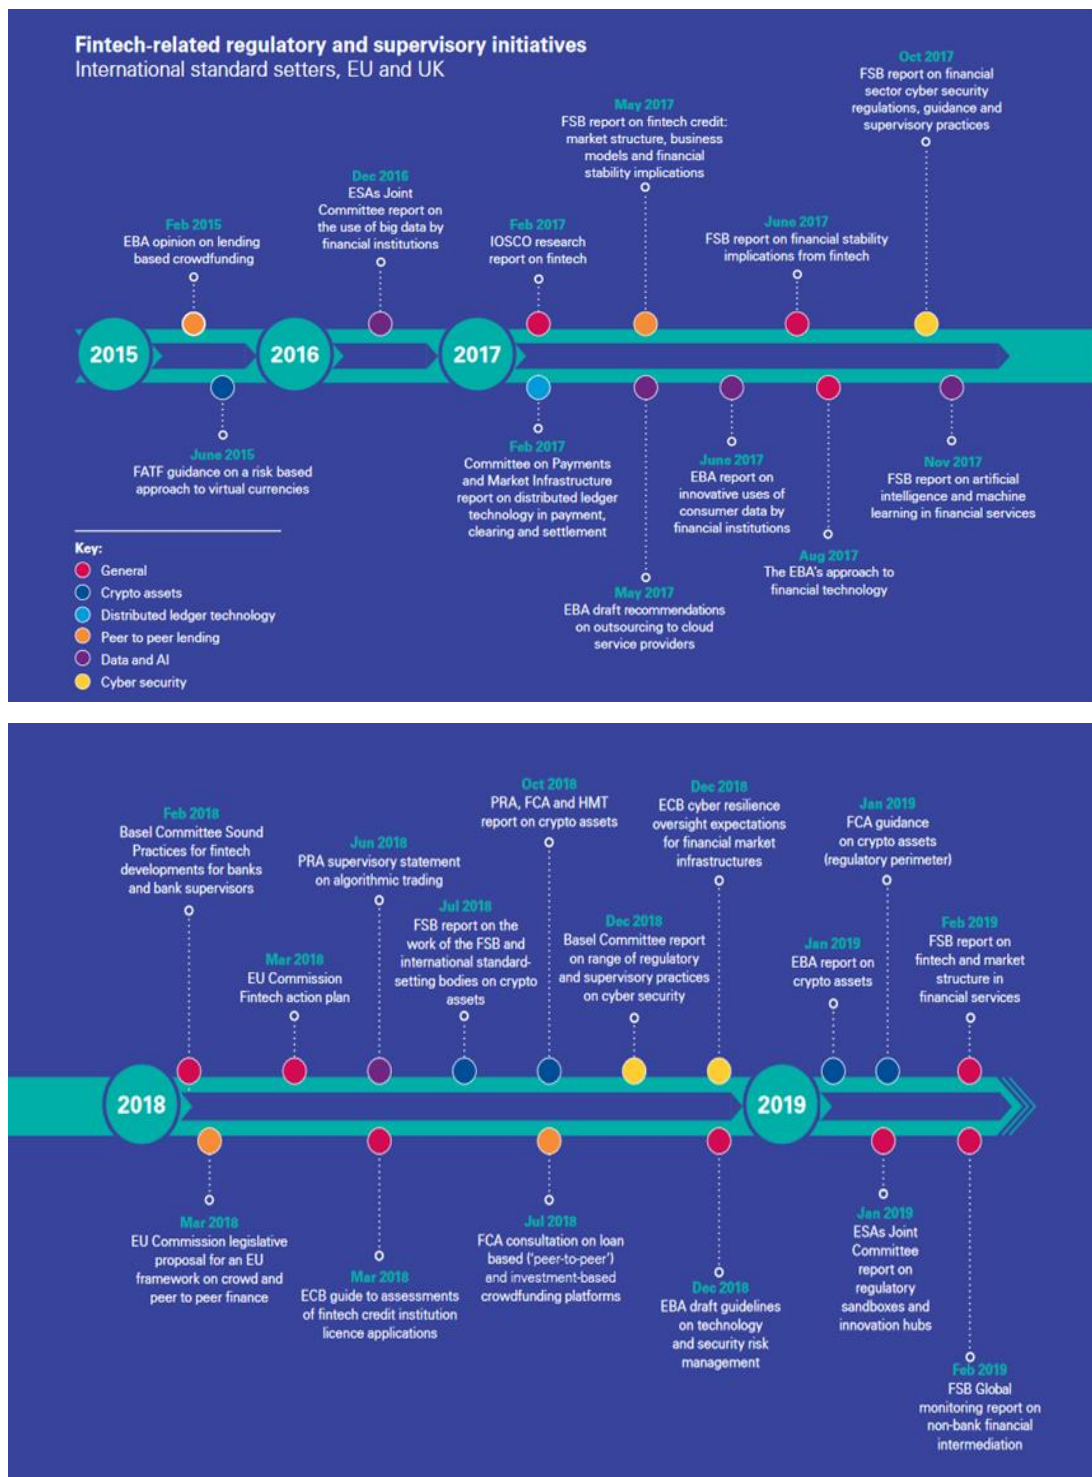 Fintech-related regulatory and supervisory initiatives
International standard setters, EU and UK
Oct 2017
FSB report on financial
sector cyber security
regulations, guidance and
supervisory practices
May 2017
FSB report on fintech credit:
market structure, business
models and financial
stability implications
Dec 2016
ESAs Joint
Committee report on
the use of big data by
financial institutions
Feb 2015
EBA opinion on lending
based crowdfunding
Feb 2017
IOSCO research
report on fintech
June 2017
FSB report on financial stability
implications from fintech
2015
2016
2017
June 2015
FATF guidance on a risk based
approach to virtual currencies
Feb 2017
Committee on Payments
and Market Infrastructure
report on distributed ledger
technology in payment,
clearing and settlement
June 2017
EBA report on
innovative uses of
consumer data by
financial institutions
Nov 2017
FSB report on artificial
intelligence and machine
learning in financial services
Aug 2017
The EBA's approach to
financial technology
May 2017
EBA draft recommendations
on outsourcing to cloud
service providers
Key:
General
Crypto assets
Distributed ledger technology
Peer to peer lending
Data and AI
Cyber security
Feb 2018
Basel Committee Sound
Practices for fintech
developments for banks
and bank supervisors
Mar 2018
EU Commission
Fintech action plan
Jun 2018
PRA supervisory statement
on algorithmic trading
Jul 2018
FSB report on the
work of the FSB and
international standard-
setting bodies on crypto
assets
Oct 2018
PRA, FCA and HMT
report on crypto assets
Dec 2018
Basel Committee report
on range of regulatory
and supervisory practices
on cyber security
Dec 2018
ECB cyber resilience
oversight expectations
for financial market
infrastructures
Jan 2019
EBA report on
crypto assets
Jan 2019
FCA guidance
on crypto assets
(regulatory perimeter)
Feb 2019
FSB report on
fintech and market
structure in
financial services
2018
2019
Mar 2018
EU Commission legislative
proposal for an EU
framework on crowd and
peer to peer finance
Mar 2018
ECB guide to assessments
of fintech credit institution
licence applications
Jul 2018
FCA consultation on loan
based ('peer-to-peer')
and investment-based
crowdfunding platforms
Dec 2018
EBA draft guidelines
on technology
and security risk
management
Jan 2019
ESAs Joint
Committee
report on
regulatory
sandboxes and
innovation hubs
Feb 2019
FSB Global
monitoring report on
non-bank financial
intermediation